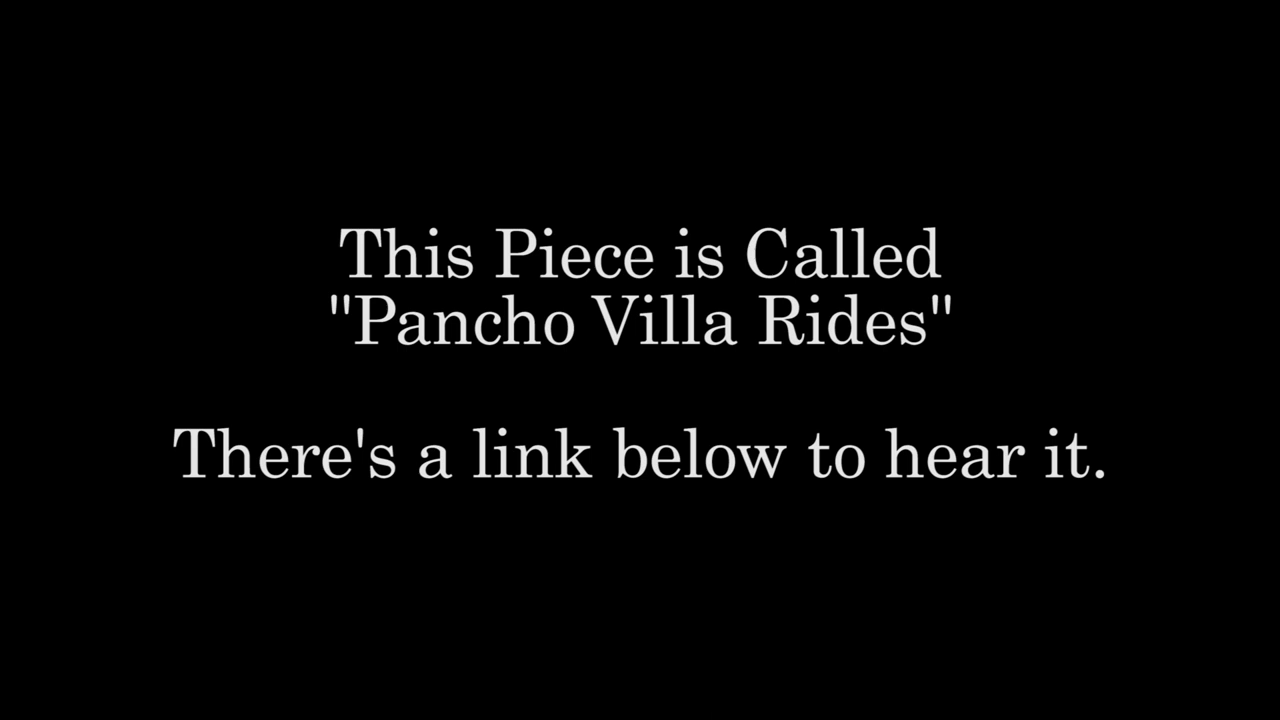 This Piece is Called
"Pancho Villa Rides"
There's a link below to hear it.